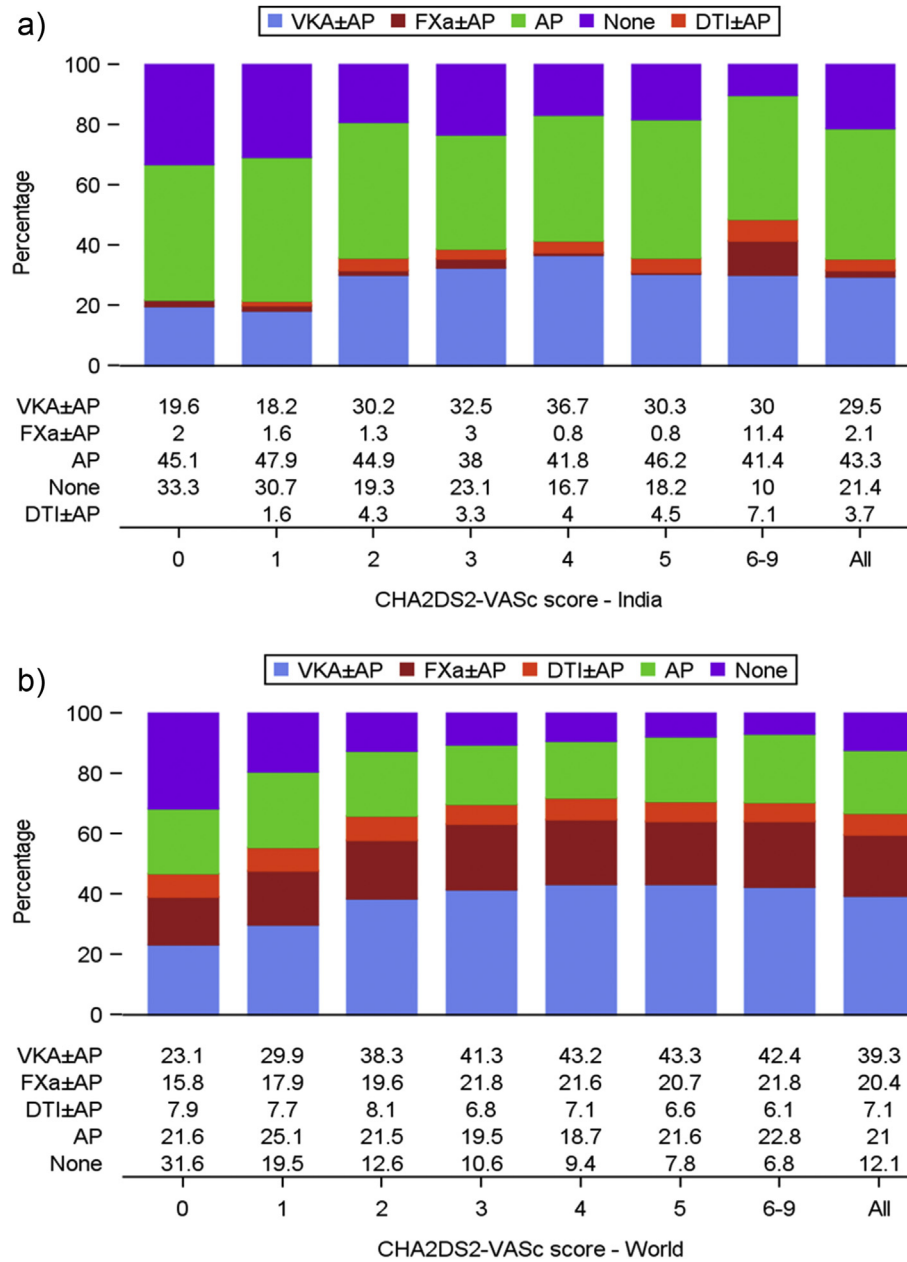 a)
VKA±AP FXa±AP AP None DTI±AP
100
80
60
40
20
0
Percentage
VKA±AP 19.6 18.2 30.2 32.5 36.7 30.3 30 29.5
FXa±AP 2 1.6 1.3 3 0.8 0.8 11.4 2.1
AP 45.1 47.9 44.9 38 41.8 46.2 41.4 43.3
None 33.3 30.7 19.3 23.1 16.7 18.2 10 21.4
DTI±AP 1.6 4.3 3.3 4 4.5 7.1 3.7
0 1 2 3 4 5 6-9 All
CHA2DS2-VASc score - India
b)
VKA±AP FXa±AP DTI±AP AP None
100
80
60
40
20
0
Percentage
VKA±AP 23.1 29.9 38.3 41.3 43.2 43.3 42.4 39.3
FXa±AP 15.8 17.9 19.6 21.8 21.6 20.7 21.8 20.4
DTI±AP 7.9 7.7 8.1 6.8 7.1 6.6 6.1 7.1
AP 21.6 25.1 21.5 19.5 18.7 21.6 22.8 21
None 31.6 19.5 12.6 10.6 9.4 7.8 6.8 12.1
0 1 2 3 4 5 6-9 All
CHA2DS2-VASc score - World